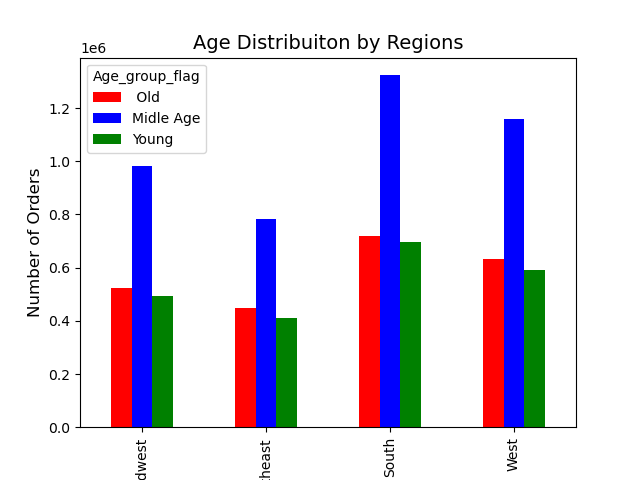 Age Distribuiton by Regions
1e6
Age_group_flag
Old
Midle Age
Young
1.2
1.0
0.8
0.6
0.4
0.2
0.0
Number of Orders
dwest
theast
South
West